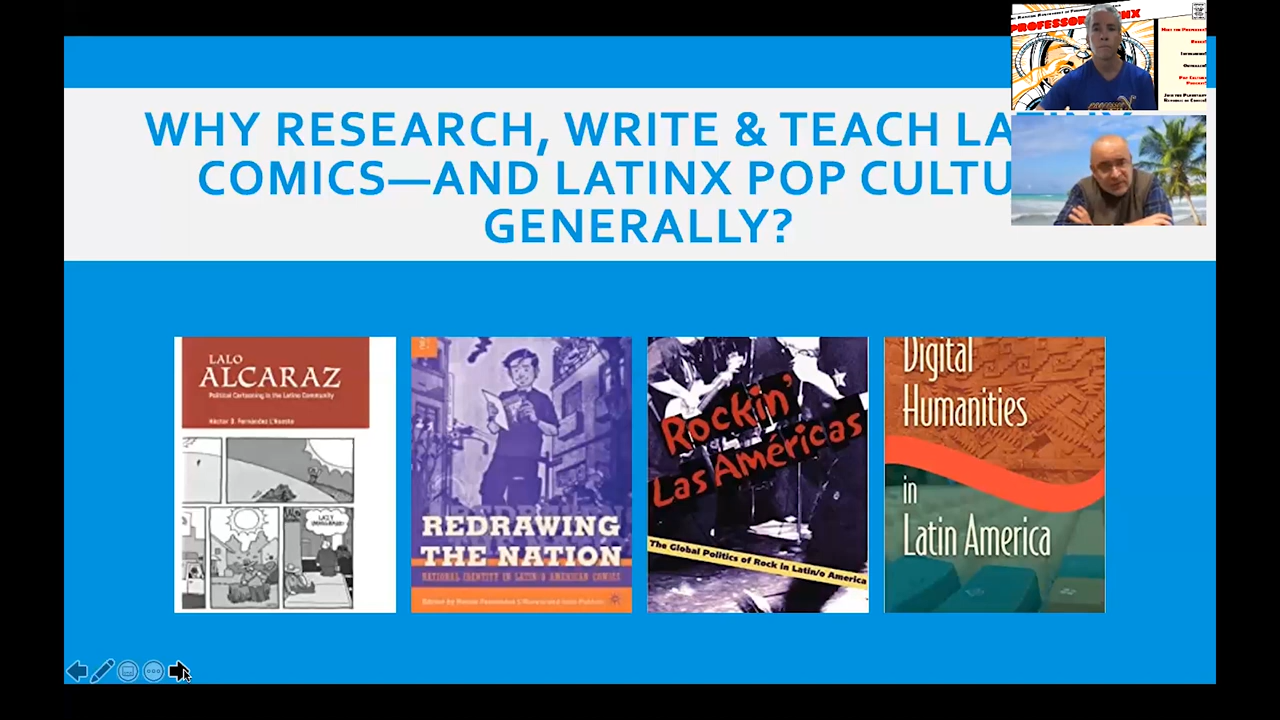 PROFESSOR
WHY RESEARCH, WRITE & TEACH LATINX
COMICS—AND LATINX POP CULTU
GENERALLY?
LALO
ALCARAZ
Political Cartooning in the Latino Community
Héctor D. Fernández L'Hoeste
REDRAWING
THE NATION
NATIONAL IDENTITY IN LATIN/O AMERICAN COMICS
Rockin'
Las Américas
The Global Politics of Rock in Latin/o America
Digital
Humanities
in
Latin America